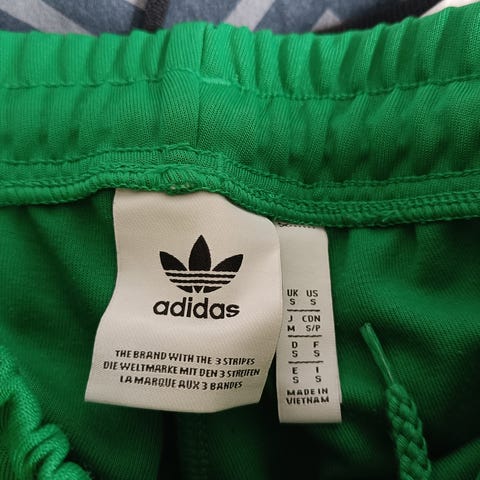 adidas
THE BRAND WITH THE 3 STRIPES
DIE WELTMARKE MIT DEN 3 STREIFEN
LA MARQUE AUX 3 BANDES
UK US
S S
J CDN
M S/P
D F
S S
E I
S S
MADE IN
VIETNAM